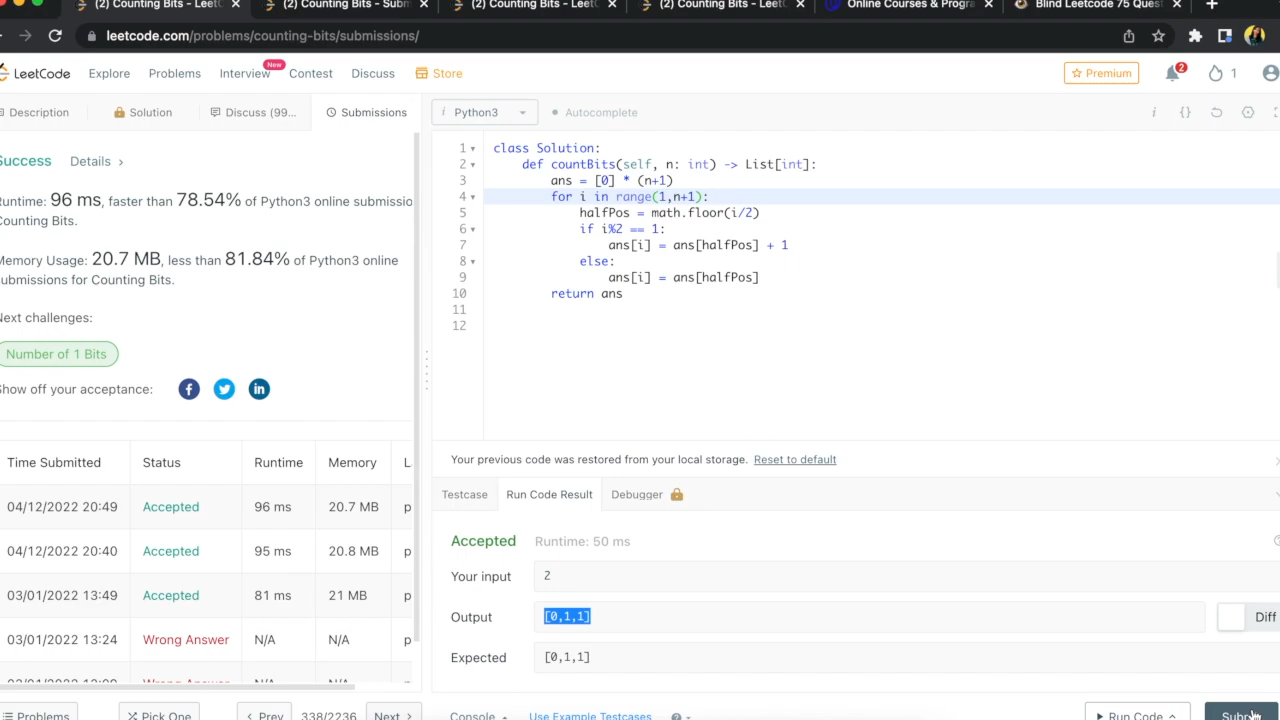 (2) Counting Bits - LeetC
(2) Counting Bits - Subm
(2) Counting Bits - LeetC
(2) Counting Bits - LeetC
Online Courses & Progra
Blind Leetcode 75 Quest
leetcode.com/problems/counting-bits/submissions/
LeetCode
Explore
Problems
Interview
New
Contest
Discuss
Store
Premium
2
1
Description
Solution
Discuss (99...
Submissions
i Python3
Autocomplete
i {}
Success
Details >
Runtime: 96 ms, faster than 78.54% of Python3 online submissio
Counting Bits.
Memory Usage: 20.7 MB, less than 81.84% of Python3 online
submissions for Counting Bits.
Next challenges:
Number of 1 Bits
Show off your acceptance:
Time Submitted Status Runtime Memory L
04/12/2022 20:49 Accepted 96 ms 20.7 MB p
04/12/2022 20:40 Accepted 95 ms 20.8 MB p
03/01/2022 13:49 Accepted 81 ms 21 MB p
03/01/2022 13:24 Wrong Answer N/A N/A p
Wrong Answer N/A N/A
Problems
Pick One
< Prev
338/2236
Next >
1 class Solution:
2 def countBits(self, n: int) -> List[int]:
3 ans = [0] * (n+1)
4 for i in range(1,n+1):
5 halfPos = math.floor(i/2)
6 if i%2 == 1:
7 ans[i] = ans[halfPos] + 1
8 else:
9 ans[i] = ans[halfPos]
10 return ans
11
12
Your previous code was restored from your local storage. Reset to default
Testcase
Run Code Result
Debugger
Accepted Runtime: 50 ms
Your input 2
Output [0,1,1]
Diff
Expected [0,1,1]
Console
Use Example Testcases
Run Code
Submi